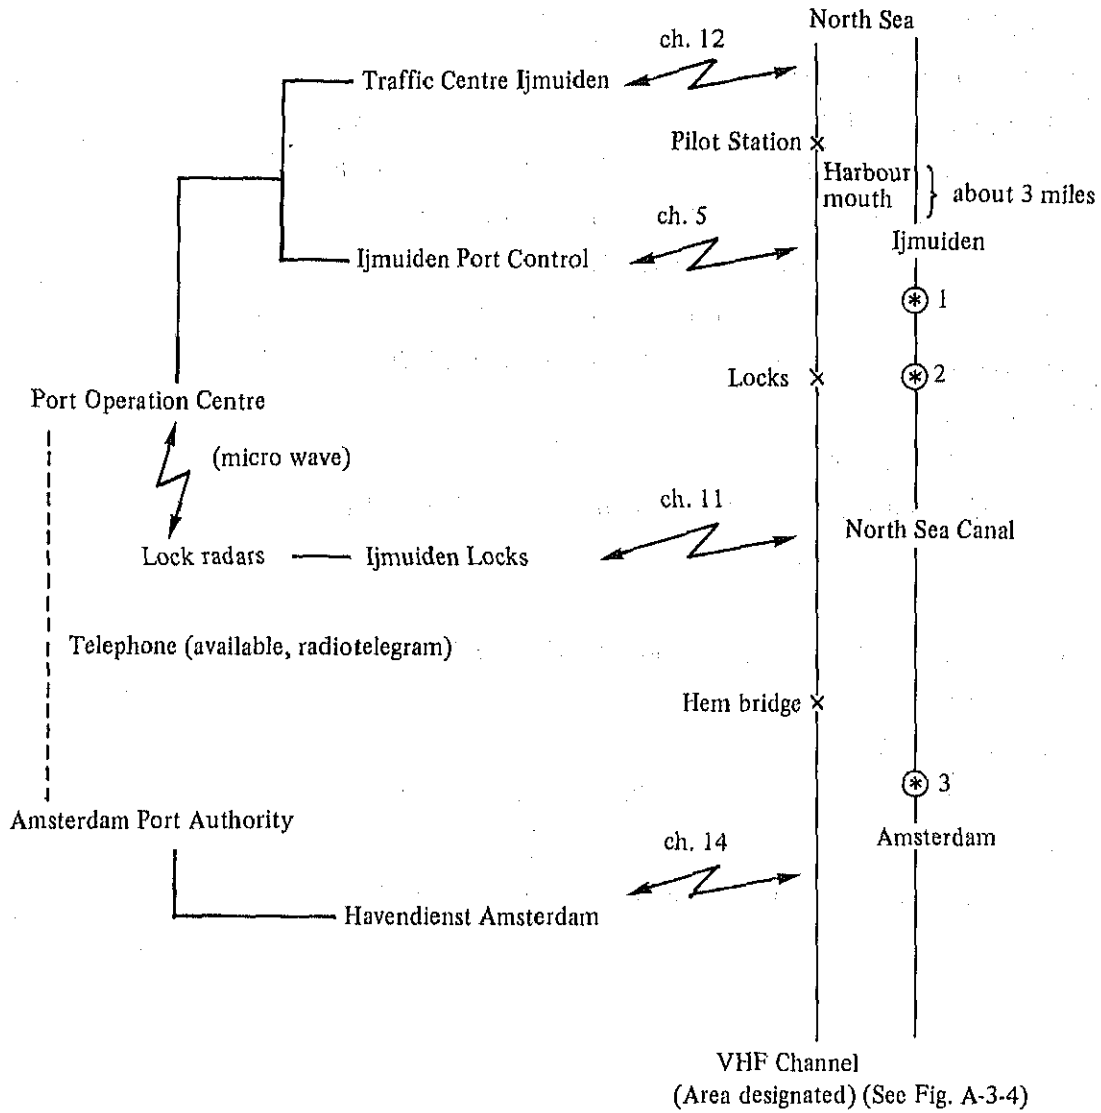 North Sea
ch. 12
Traffic Centre Ijmuiden
Pilot Station
Harbour
mouth
about 3 miles
ch. 5
Ijmuiden Port Control
Ijmuiden
* 1
Locks
* 2
Port Operation Centre
(micro wave)
ch. 11
Lock radars
Ijmuiden Locks
North Sea Canal
Telephone (available, radiotelegram)
Hem bridge
* 3
Amsterdam Port Authority
ch. 14
Amsterdam
Havendienst Amsterdam
VHF Channel
(Area designated) (See Fig. A-3-4)